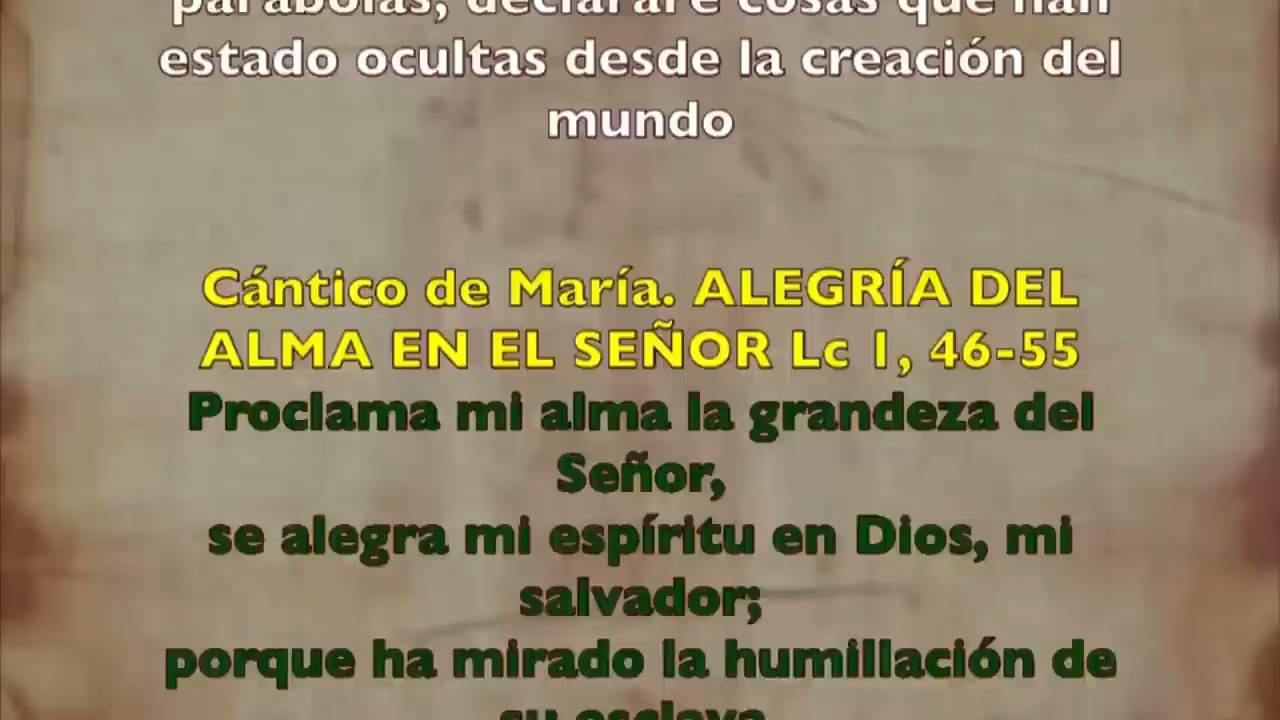 parábolas, declararé cosas que han
estado ocultas desde la creación del
mundo
Cántico de María. ALEGRÍA DEL
ALMA EN EL SEÑOR Lc 1, 46-55
Proclama mi alma la grandeza del
Señor,
se alegra mi espíritu en Dios, mi
salvador;
porque ha mirado la humillación de
su esclava.